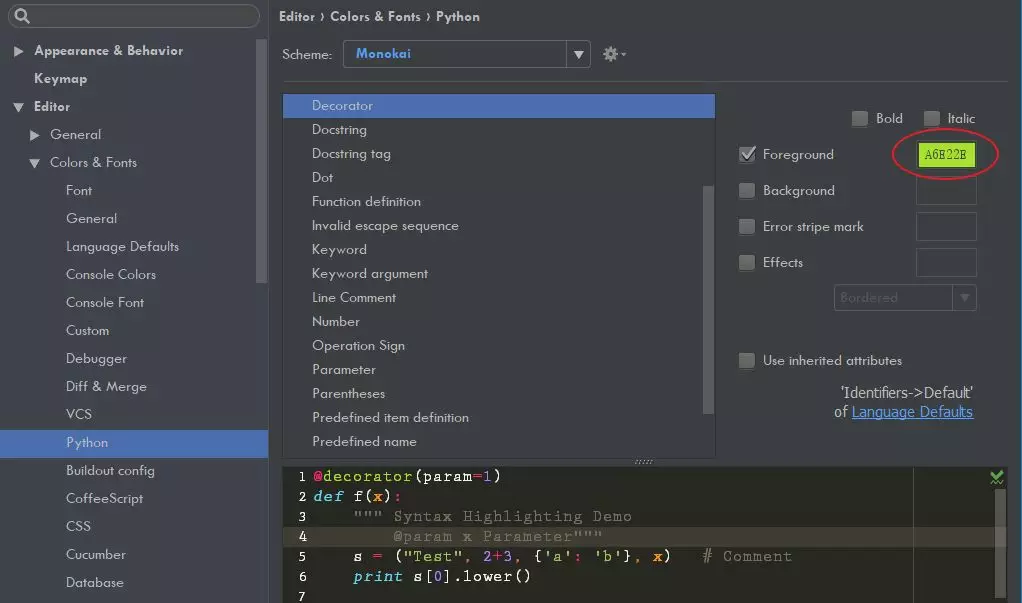 Editor › Colors & Fonts › Python
Appearance & Behavior
Keymap
Editor
General
Colors & Fonts
Font
General
Language Defaults
Console Colors
Console Font
Custom
Debugger
Diff & Merge
VCS
Python
Buildout config
CoffeeScript
CSS
Cucumber
Database
Scheme: Monokai
Decorator
Docstring
Docstring tag
Dot
Function definition
Invalid escape sequence
Keyword
Keyword argument
Line Comment
Number
Operation Sign
Parameter
Parentheses
Predefined item definition
Predefined name
Bold Italic
Foreground A6E22E
Background
Error stripe mark
Effects
Bordered
Use inherited attributes
'Identifiers->Default'
of Language Defaults
1 @decorator(param=1)
2 def f(x):
3 """ Syntax Highlighting Demo
4 @param x Parameter"""
5 s = ("Test", 2+3, {'a': 'b'}, x) # Comment
6 print s[0].lower()
7